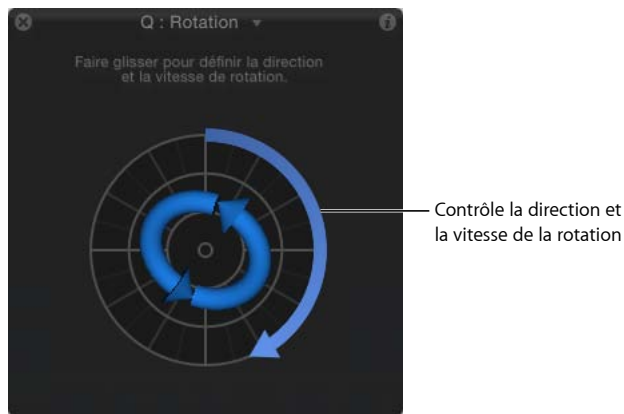 Q : Rotation
Faire glisser pour définir la direction
et la vitesse de rotation.
Contrôle la direction et
la vitesse de la rotation